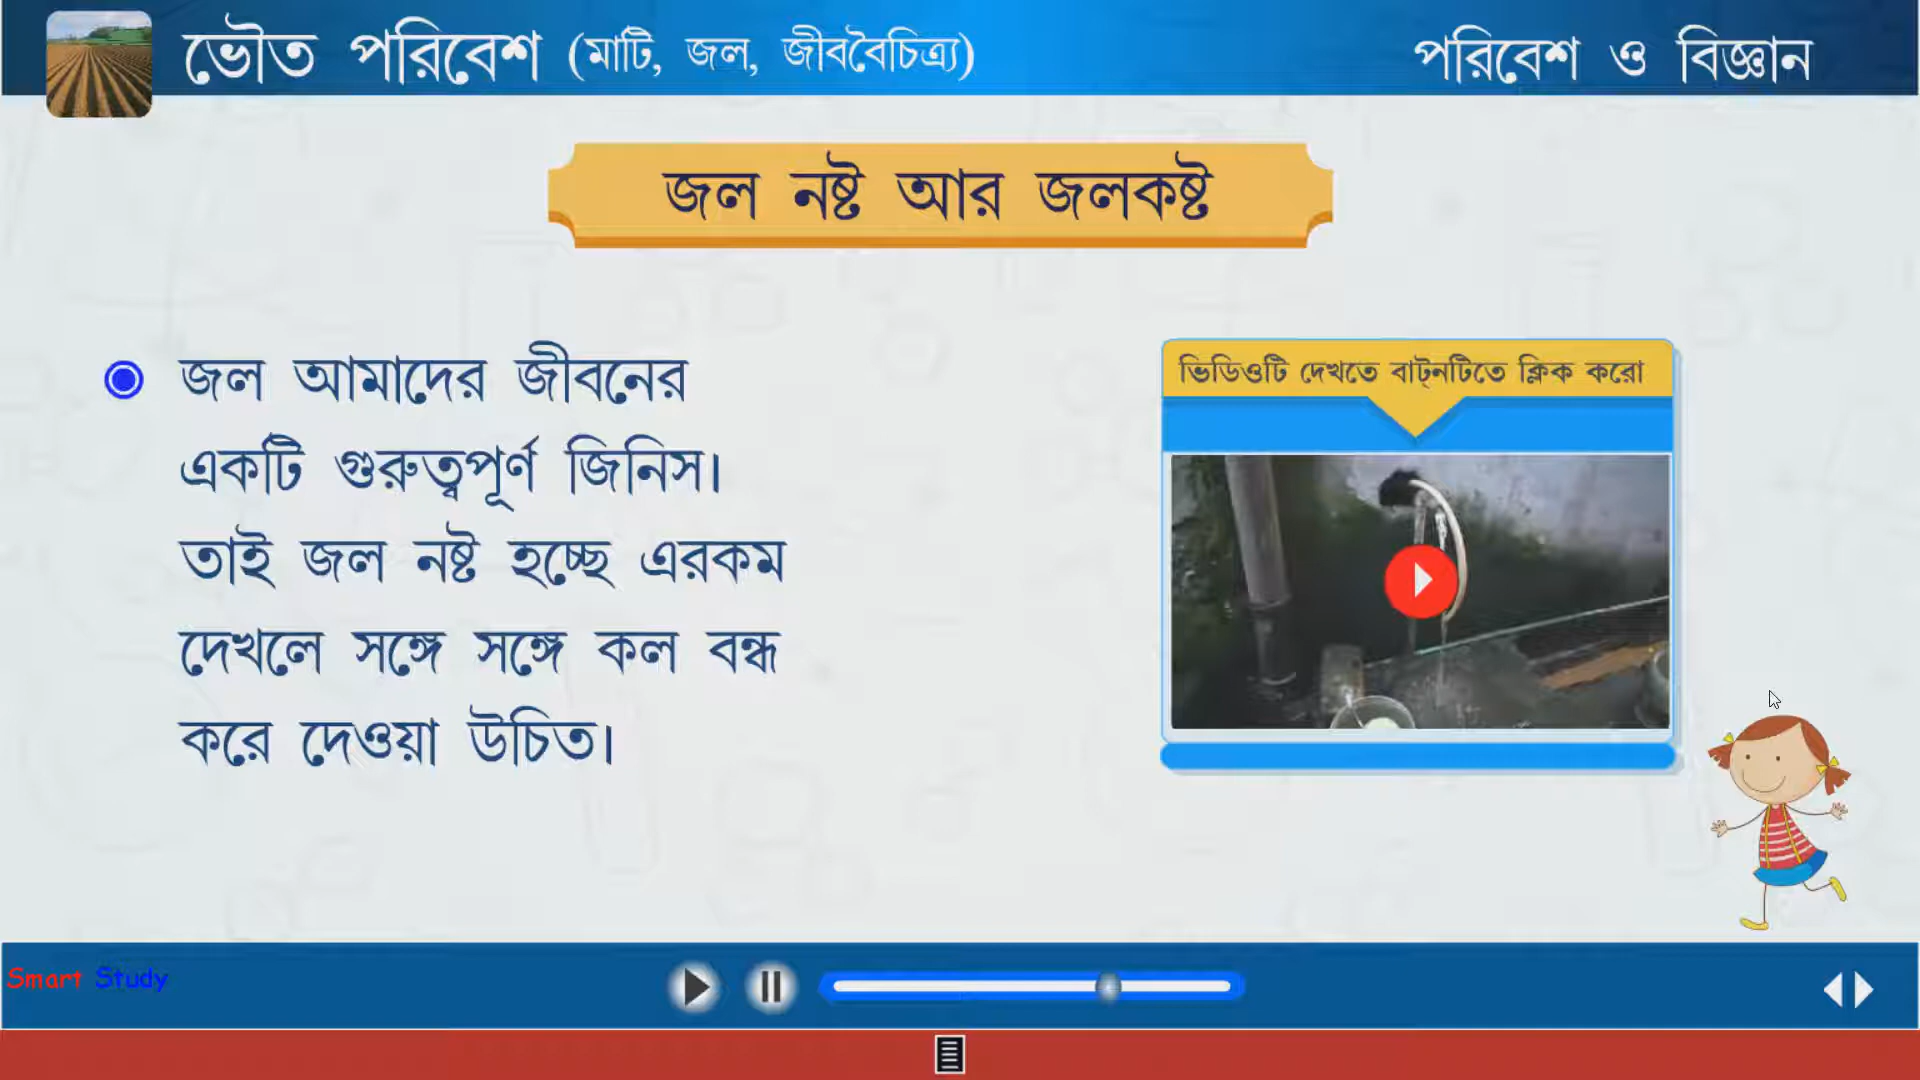 ভৌত পরিবেশ (মাটি, জল, জীববৈচিত্র্য)
পরিবেশ ও বিজ্ঞান
জল নষ্ট আর জলকষ্ট
জল আমাদের জীবনের
একটি গুরুত্বপূর্ণ জিনিস।
তাই জল নষ্ট হচ্ছে এরকম
দেখলে সঙ্গে সঙ্গে কল বন্ধ
করে দেওয়া উচিত।
ভিডিওটি দেখতে বাট্‌নটিতে ক্লিক করো
Smart Study